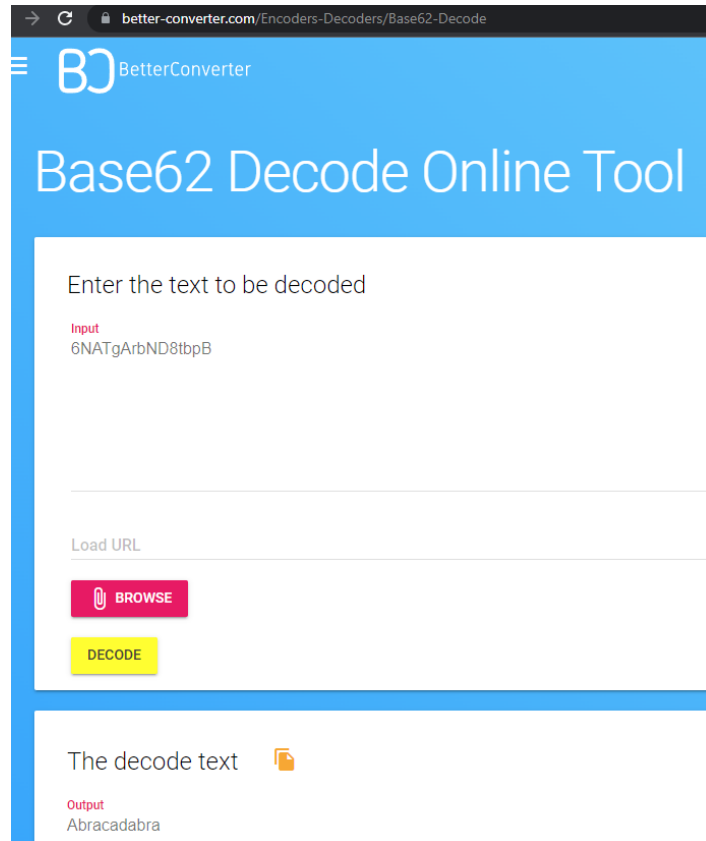 better-converter.com/Encoders-Decoders/Base62-Decode
BC BetterConverter
Base62 Decode Online Tool
Enter the text to be decoded
Input
6NATgArbND8tbpB
Load URL
BROWSE
DECODE
The decode text
Output
Abracadabra